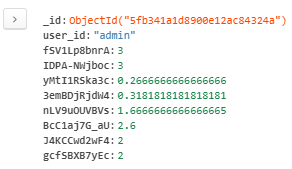 _id: ObjectId("5fb341a1d8900e12ac84324a")
user_id: "admin"
fSV1Lp8bnrA: 3
IDPA-NWjboc: 3
yMtI1RSka3c: 0.2666666666666666
3emBDjRjdW4: 0.3181818181818181
nLV9uOUVBVs: 1.6666666666666665
BcC1aj7G_aU: 2.6
J4KCCwd2wF4: 2
gcfSBXB7yEc: 2